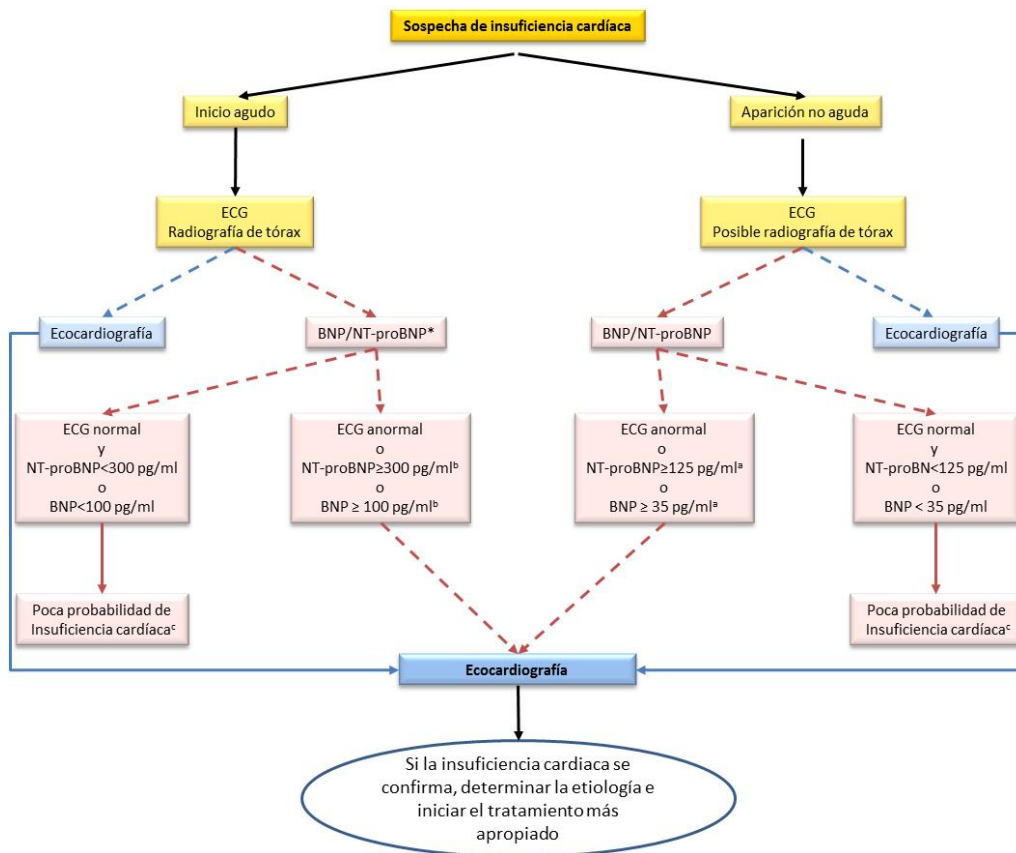 Sospecha de insuficiencia cardíaca
Inicio agudo
Aparición no aguda
ECG
Radiografía de tórax
ECG
Posible radiografía de tórax
Ecocardiografía
BNP/NT-proBNP*
BNP/NT-proBNP
Ecocardiografía
ECG normal
y
NT-proBNP<300 pg/ml
o
BNP<100 pg/ml
ECG anormal
o
NT-proBNP≥300 pg/mlᵇ
o
BNP ≥ 100 pg/mlᵇ
ECG anormal
o
NT-proBNP≥125 pg/mlᵃ
o
BNP ≥ 35 pg/mlᵃ
ECG normal
y
NT-proBN<125 pg/ml
o
BNP < 35 pg/ml
Poca probabilidad de
Insuficiencia cardíacaᶜ
Poca probabilidad de
Insuficiencia cardíacaᶜ
Ecocardiografía
Si la insuficiencia cardiaca se
confirma, determinar la etiología e
iniciar el tratamiento más
apropiado